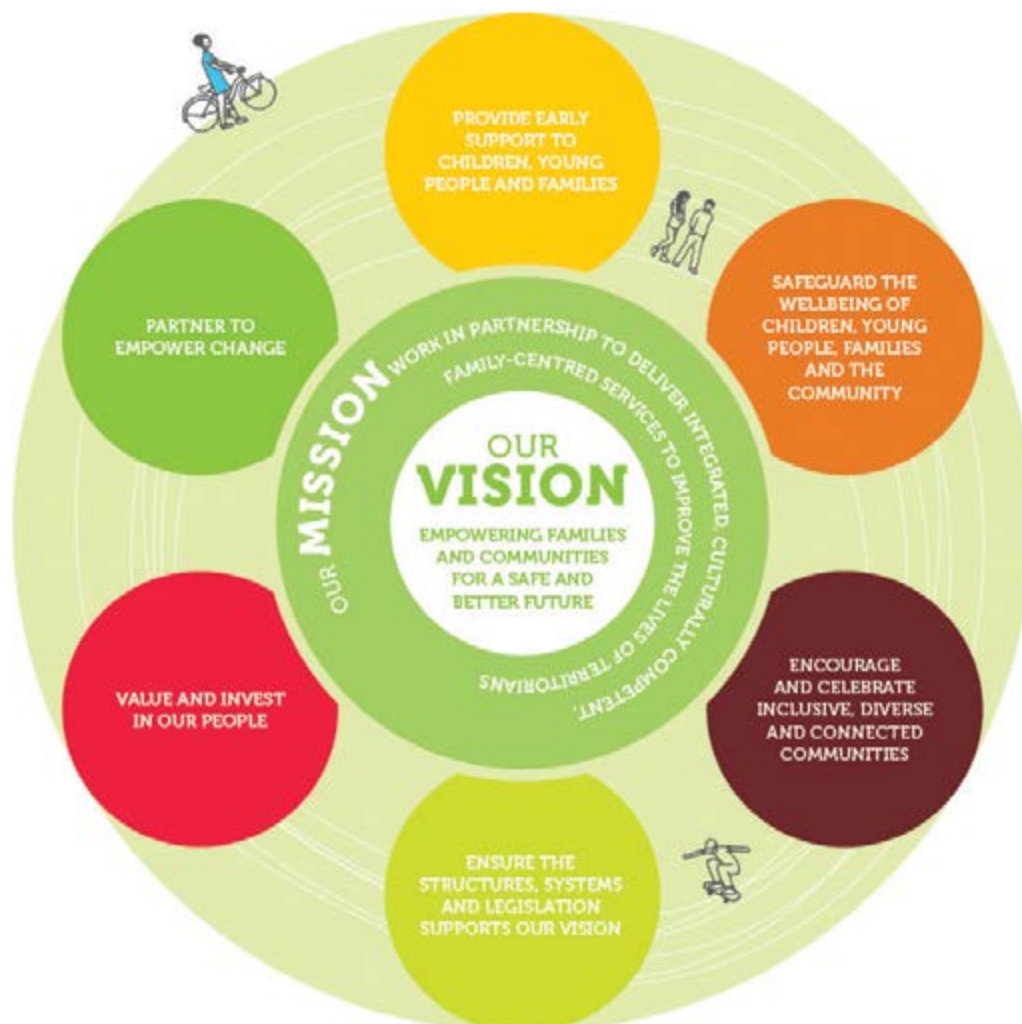 OUR
VISION
EMPOWERING FAMILIES
AND COMMUNITIES
FOR A SAFE AND
BETTER FUTURE
OUR MISSION WORK IN PARTNERSHIP TO DELIVER INTEGRATED, CULTURALLY COMPETENT,
FAMILY-CENTRED SERVICES TO IMPROVE THE LIVES OF TERRITORIANS
PROVIDE EARLY
SUPPORT TO
CHILDREN, YOUNG
PEOPLE AND FAMILIES
SAFEGUARD THE
WELLBEING OF
CHILDREN, YOUNG
PEOPLE, FAMILIES
AND THE
COMMUNITY
ENCOURAGE
AND CELEBRATE
INCLUSIVE, DIVERSE
AND CONNECTED
COMMUNITIES
ENSURE THE
STRUCTURES, SYSTEMS
AND LEGISLATION
SUPPORTS OUR VISION
VALUE AND INVEST
IN OUR PEOPLE
PARTNER TO
EMPOWER CHANGE